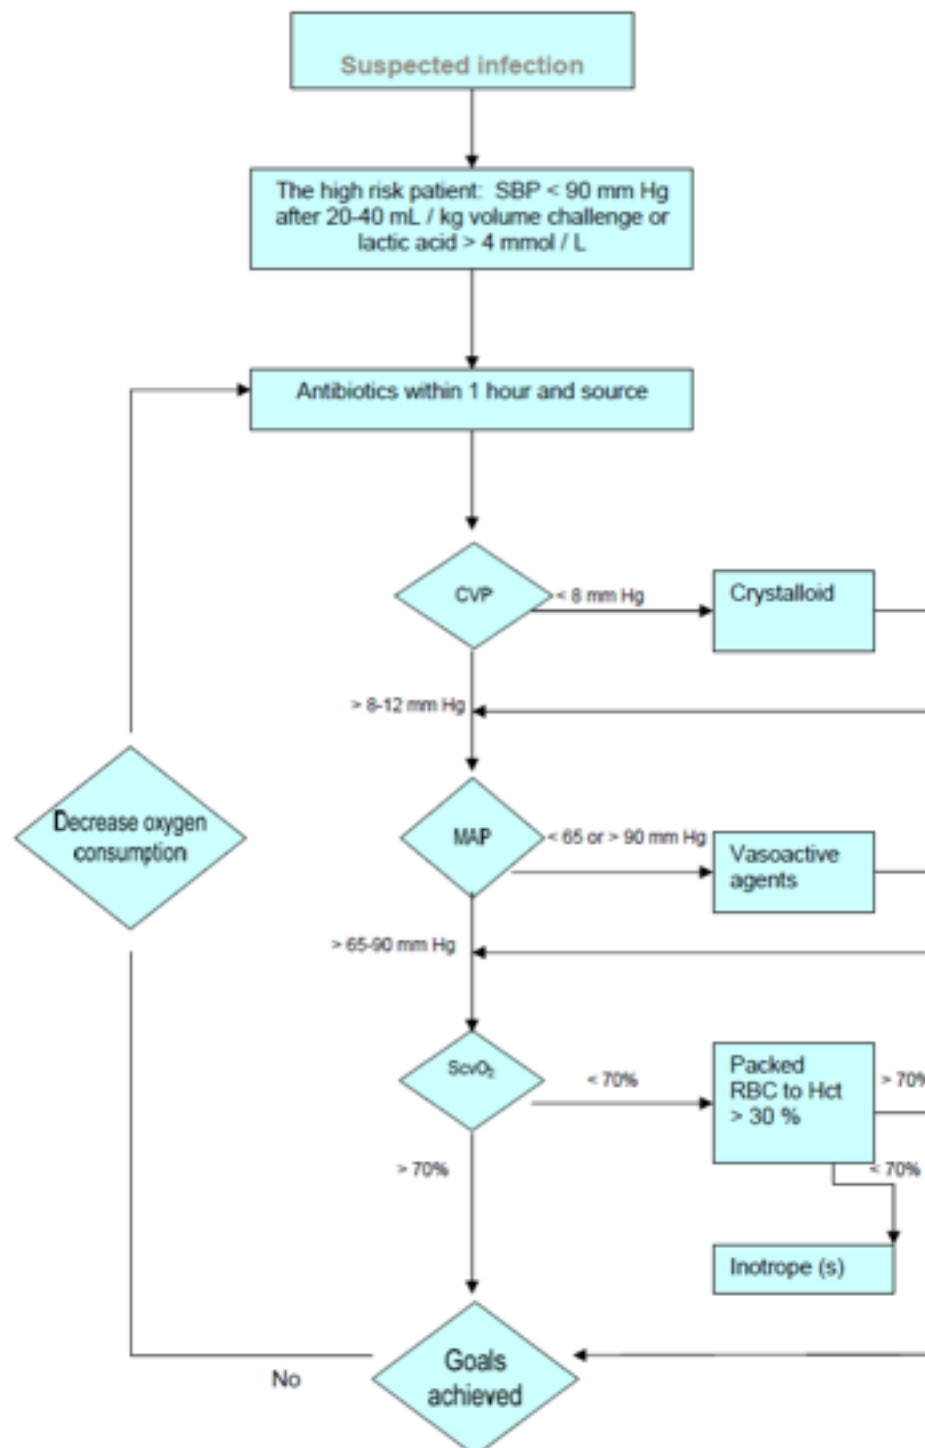 Suspected infection
The high risk patient:  SBP < 90 mm Hg
after 20-40 mL / kg volume challenge or
lactic acid > 4 mmol / L
Antibiotics within 1 hour and source
CVP
< 8 mm Hg
Crystalloid
> 8-12 mm Hg
Decrease oxygen
consumption
MAP
< 65 or > 90 mm Hg
Vasoactive
agents
> 65-90 mm Hg
ScvO₂
< 70%
Packed
RBC to Hct
> 30 %
> 70%
> 70%
< 70%
Inotrope (s)
Goals
achieved
No